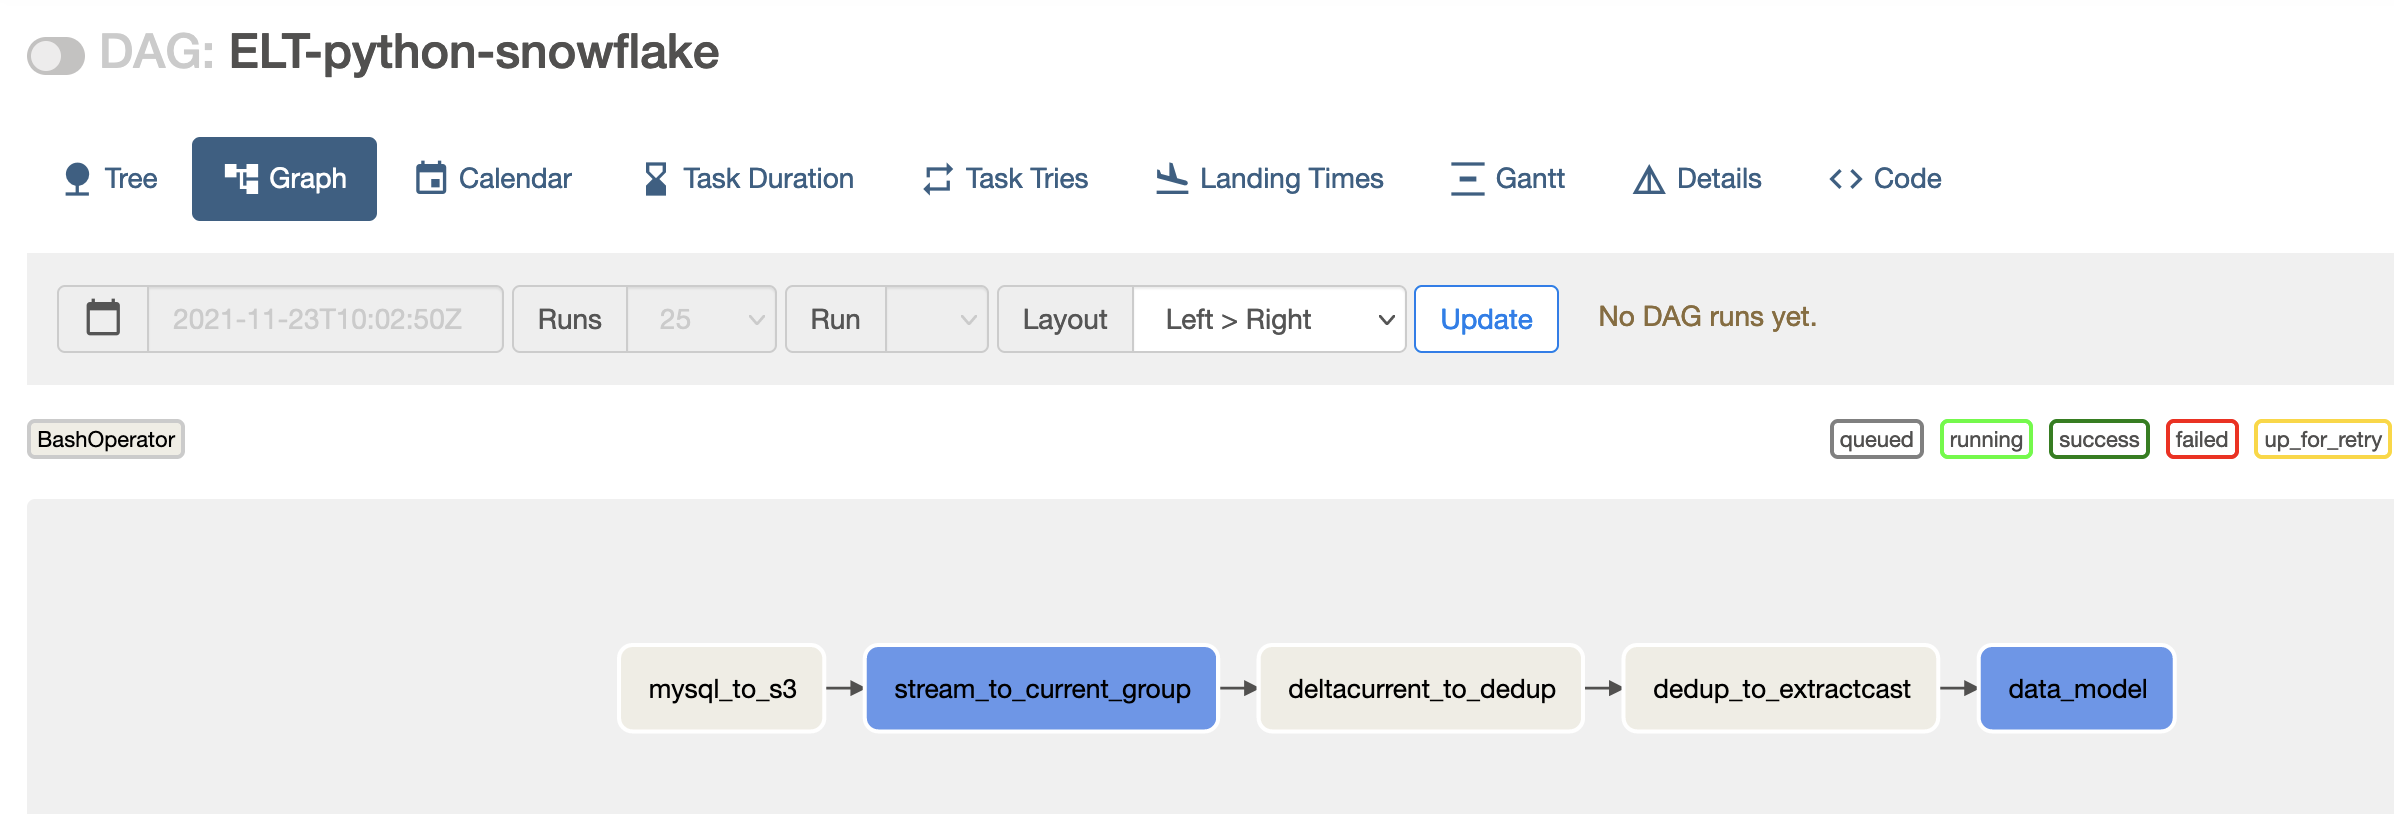 DAG: ELT-python-snowflake
Tree Graph Calendar Task Duration Task Tries Landing Times Gantt Details Code
2021-11-23T10:02:50Z Runs 25 Run Layout Left > Right Update No DAG runs yet.
BashOperator queued running success failed up_for_retry
mysql_to_s3 stream_to_current_group deltacurrent_to_dedup dedup_to_extractcast data_model